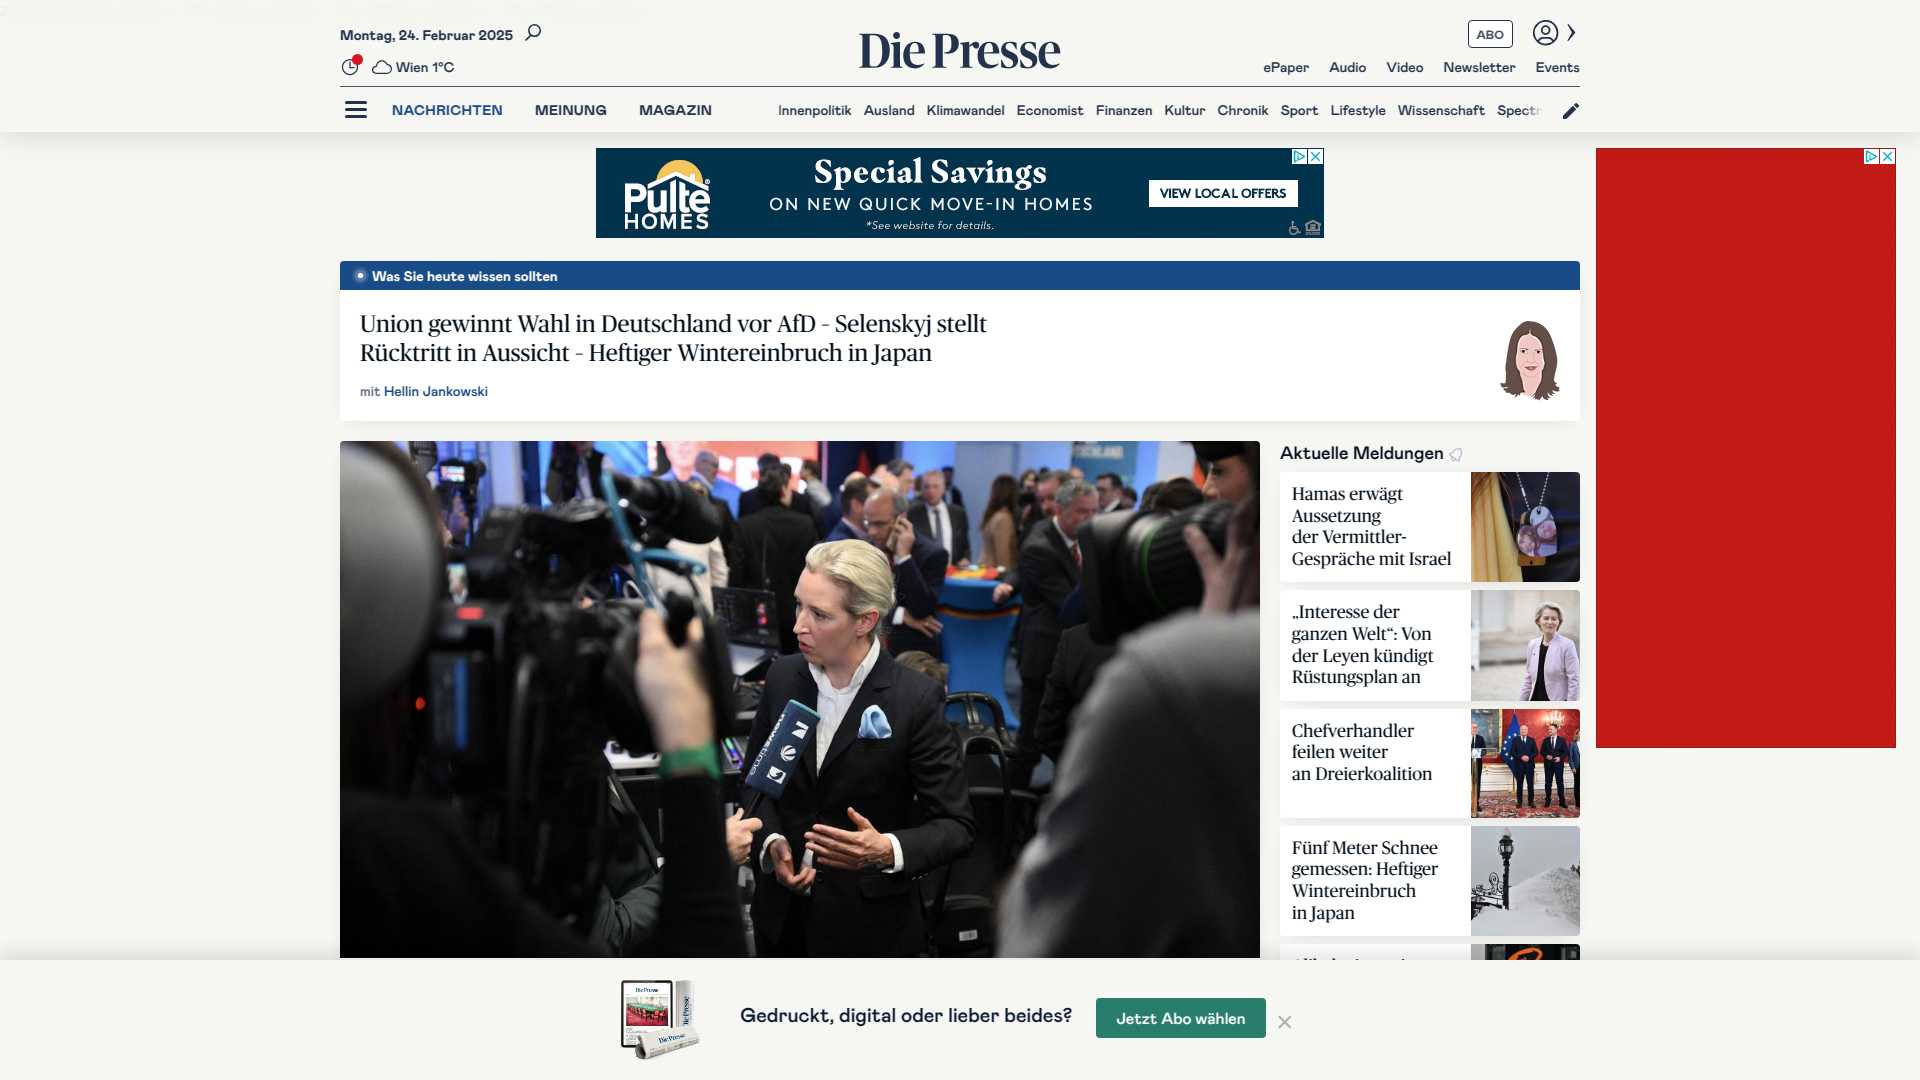 Montag, 24. Februar 2025
Die Presse
ABO
Wien 1°C
ePaper Audio Video Newsletter Events
NACHRICHTEN MEINUNG MAGAZIN
Innenpolitik Ausland Klimawandel Economist Finanzen Kultur Chronik Sport Lifestyle Wissenschaft Spectr
Pulte
HOMES
Special Savings
ON NEW QUICK MOVE-IN HOMES
*See website for details.
VIEW LOCAL OFFERS
Was Sie heute wissen sollten
Union gewinnt Wahl in Deutschland vor AfD – Selenskyj stellt
Rücktritt in Aussicht – Heftiger Wintereinbruch in Japan
mit Hellin Jankowski
newstime
Aktuelle Meldungen
Hamas erwägt
Aussetzung
der Vermittler-
Gespräche mit Israel
„Interesse der
ganzen Welt“: Von
der Leyen kündigt
Rüstungsplan an
Chefverhandler
feilen weiter
an Dreierkoalition
Fünf Meter Schnee
gemessen: Heftiger
Wintereinbruch
in Japan
Die Presse
Die Presse
Die Presse
Gedruckt, digital oder lieber beides?
Jetzt Abo wählen